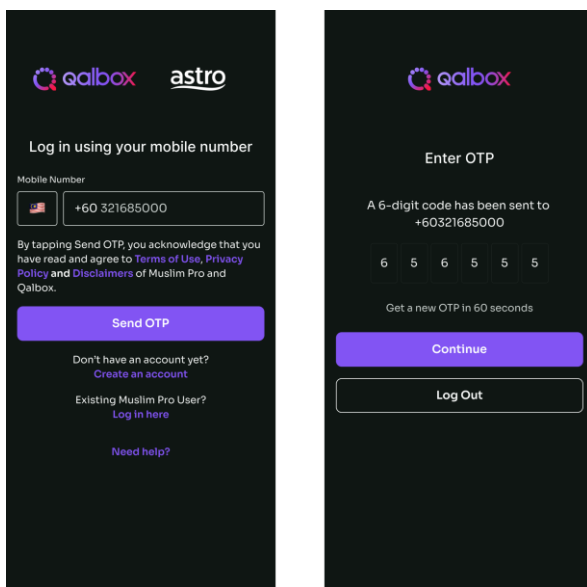 qalbox astro
Log in using your mobile number
Mobile Number
+60 321685000
By tapping Send OTP, you acknowledge that you
have read and agree to Terms of Use, Privacy
Policy and Disclaimers of Muslim Pro and
Qalbox.
Send OTP
Don't have an account yet?
Create an account
Existing Muslim Pro User?
Log in here
Need help?
qalbox
Enter OTP
A 6-digit code has been sent to
+60321685000
6 5 6 5 5 5
Get a new OTP in 60 seconds
Continue
Log Out